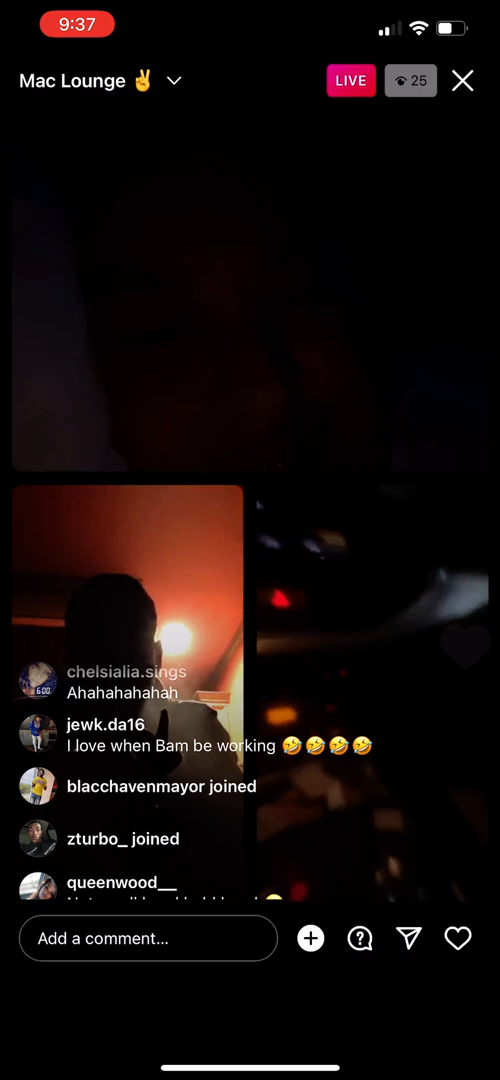 9:37
Mac Lounge ✌️
LIVE
25
chelsialia.sings
Ahahahahahah
jewk.da16
I love when Bam be working 🤣🤣🤣🤣
blacchavenmayor joined
zturbo_ joined
queenwood__
Add a comment...